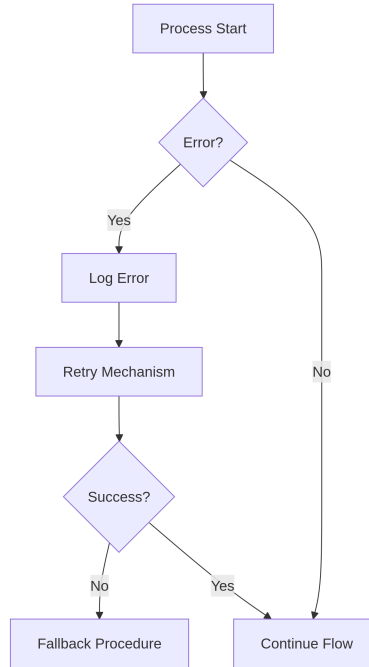 Process Start
Error?
Yes
Log Error
Retry Mechanism
No
Success?
No
Yes
Fallback Procedure
Continue Flow